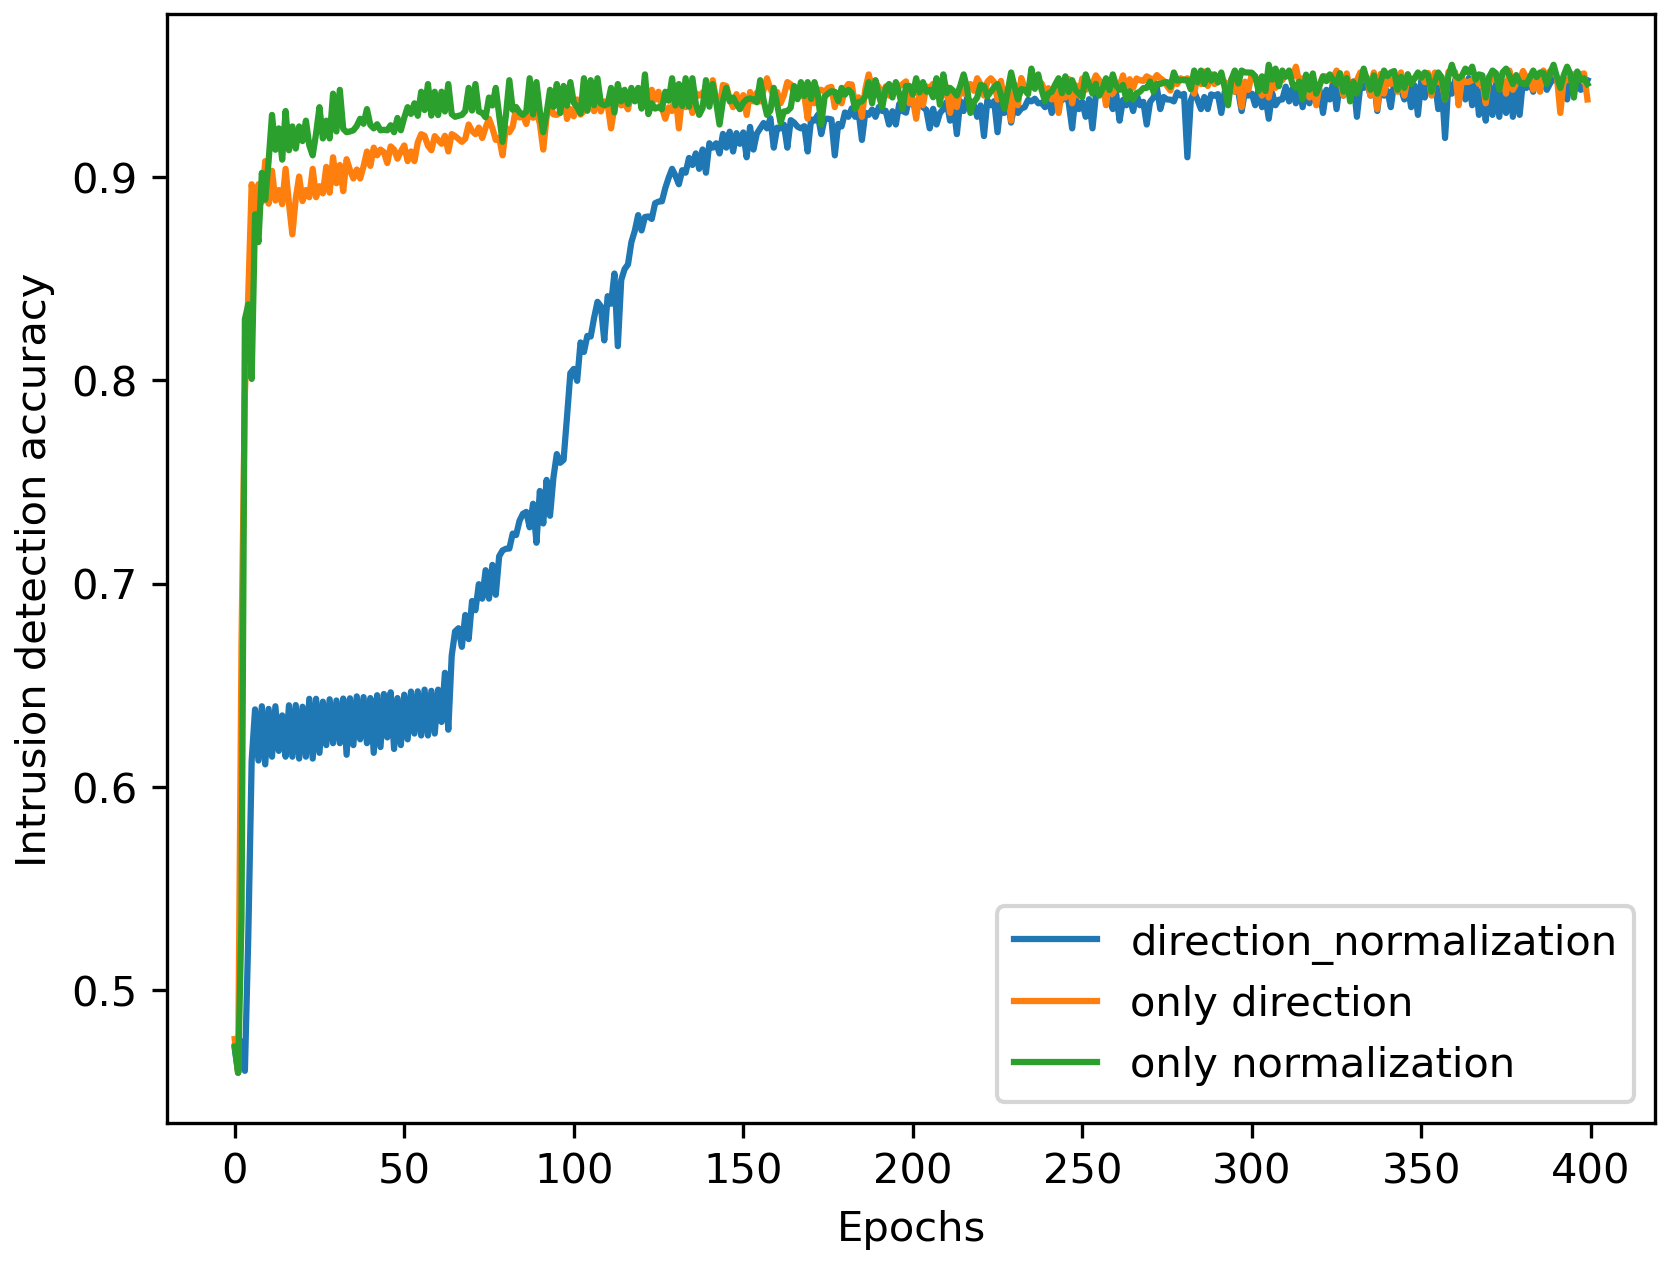 Intrusion detection accuracy
0.9
0.8
0.7
0.6
0.5
direction_normalization
only direction
only normalization
0 50 100 150 200 250 300 350 400
Epochs